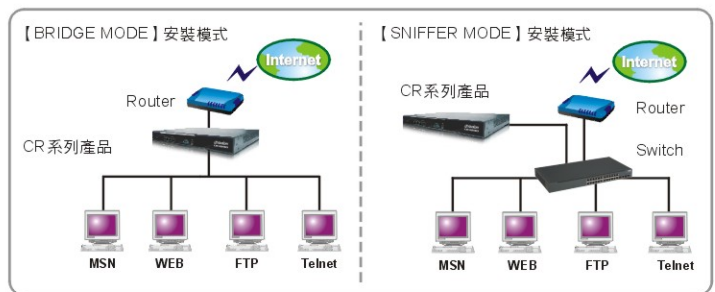 【BRIDGE MODE】安裝模式
Internet
Router
CR系列產品
MSN WEB FTP Telnet
【SNIFFER MODE】安裝模式
Internet
CR系列產品
Router
Switch
MSN WEB FTP Telnet